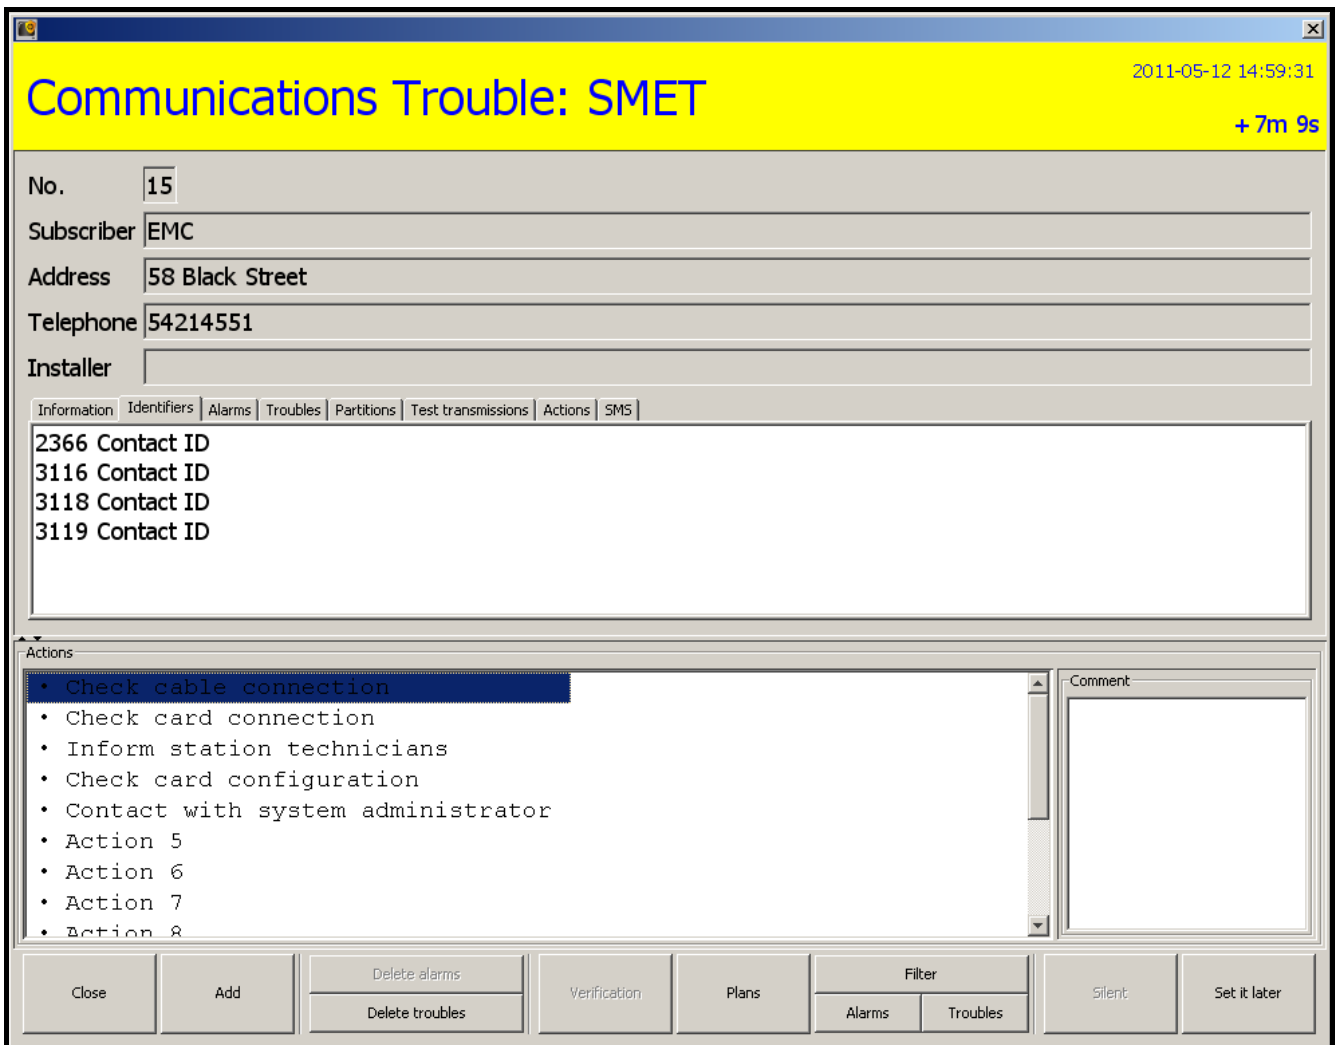 Communications Trouble: SMET
2011-05-12 14:59:31
+ 7m 9s
No. 15
Subscriber EMC
Address 58 Black Street
Telephone 54214551
Installer
Information Identifiers Alarms Troubles Partitions Test transmissions Actions SMS
2366 Contact ID
3116 Contact ID
3118 Contact ID
3119 Contact ID
Actions
• Check cable connection
• Check card connection
• Inform station technicians
• Check card configuration
• Contact with system administrator
• Action 5
• Action 6
• Action 7
• Action 8
Comment
Close
Add
Delete alarms
Delete troubles
Verification
Plans
Filter
Alarms
Troubles
Silent
Set it later